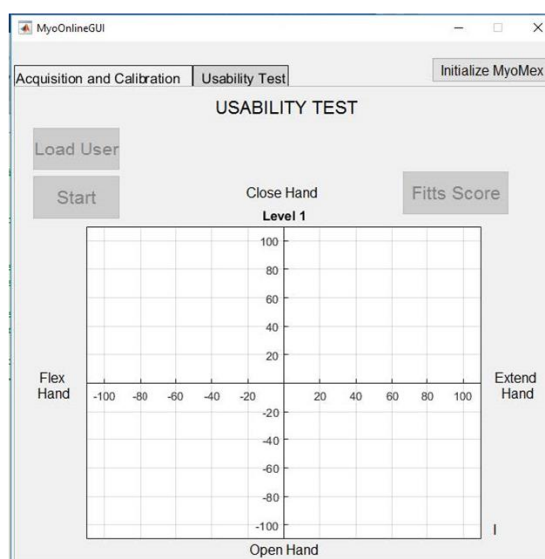 MyoOnlineGUI
Initialize MyoMex
Acquisition and Calibration Usability Test
USABILITY TEST
Load User
Start
Close Hand
Fitts Score
Level 1
100
80
60
40
20
Flex
Hand
-100 -80 -60 -40 -20 20 40 60 80 100
Extend
Hand
-20
-40
-60
-80
-100
I
Open Hand